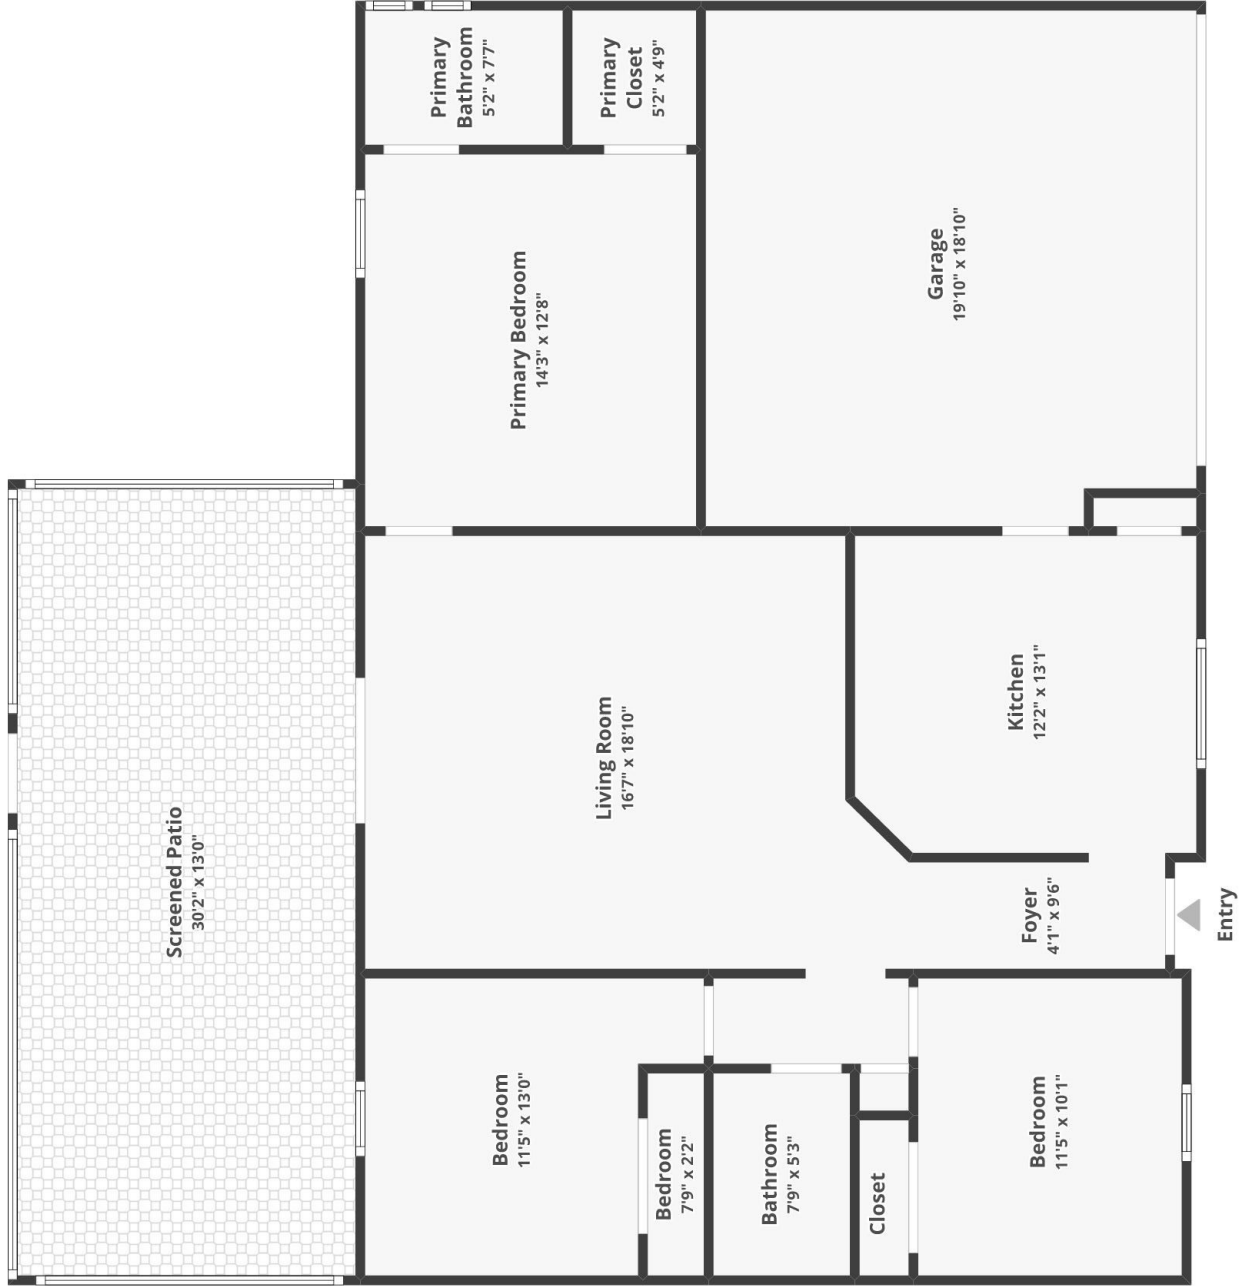 Primary
Bathroom
5'2" x 7'7"
Primary
Closet
5'2" x 4'9"
Garage
19'10" x 18'10"
Primary Bedroom
14'3" x 12'8"
Kitchen
12'2" x 13'1"
Living Room
16'7" x 18'10"
Screened Patio
30'2" x 13'0"
Foyer
4'1" x 9'6"
Entry
Bedroom
11'5" x 13'0"
Bedroom
7'9" x 2'2"
Bathroom
7'9" x 5'3"
Closet
Bedroom
11'5" x 10'1"